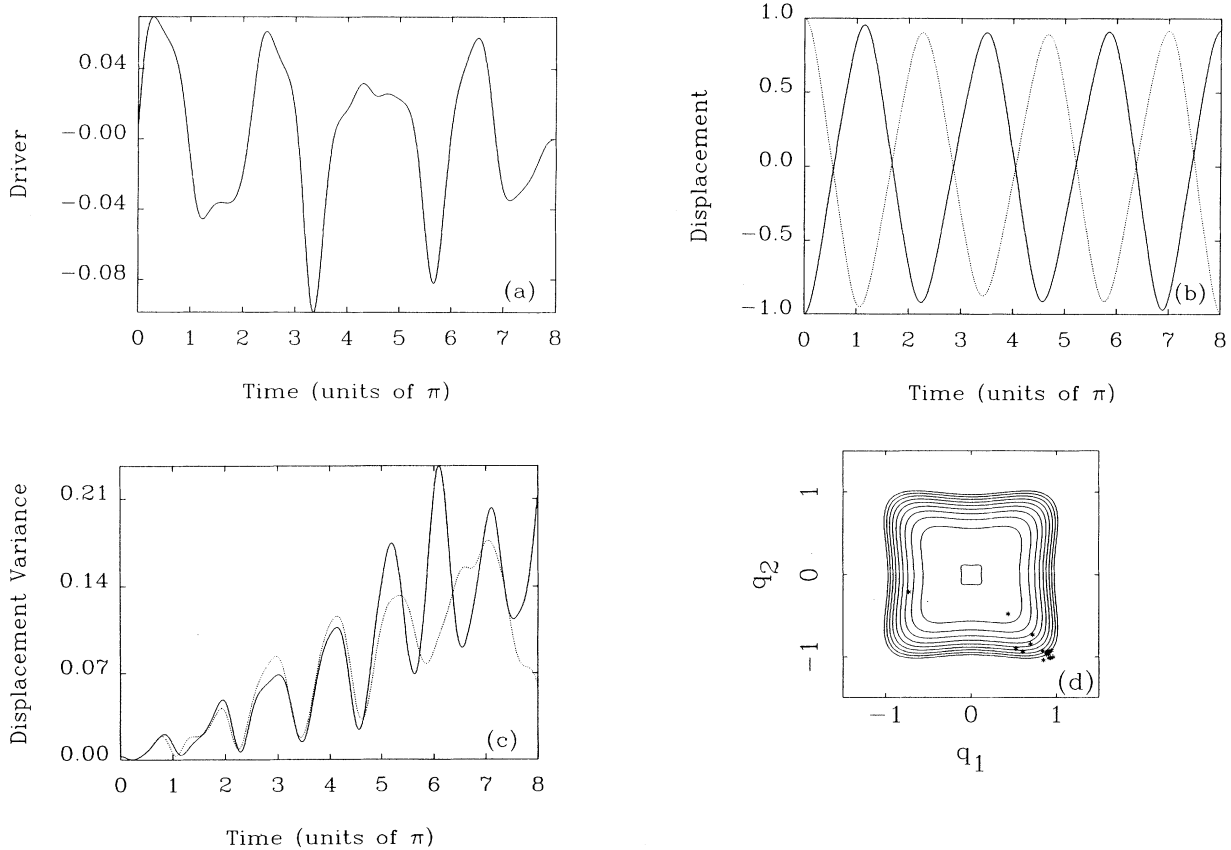 0.04
−0.00
−0.04
−0.08
Driver
(a)
0 1 2 3 4 5 6 7 8
Time (units of π)
1.0
0.5
0.0
−0.5
−1.0
Displacement
(b)
0 1 2 3 4 5 6 7 8
Time (units of π)
0.21
0.14
0.07
0.00
Displacement Variance
(c)
0 1 2 3 4 5 6 7 8
Time (units of π)
1
0
−1
q2
(d)
−1 0 1
q1